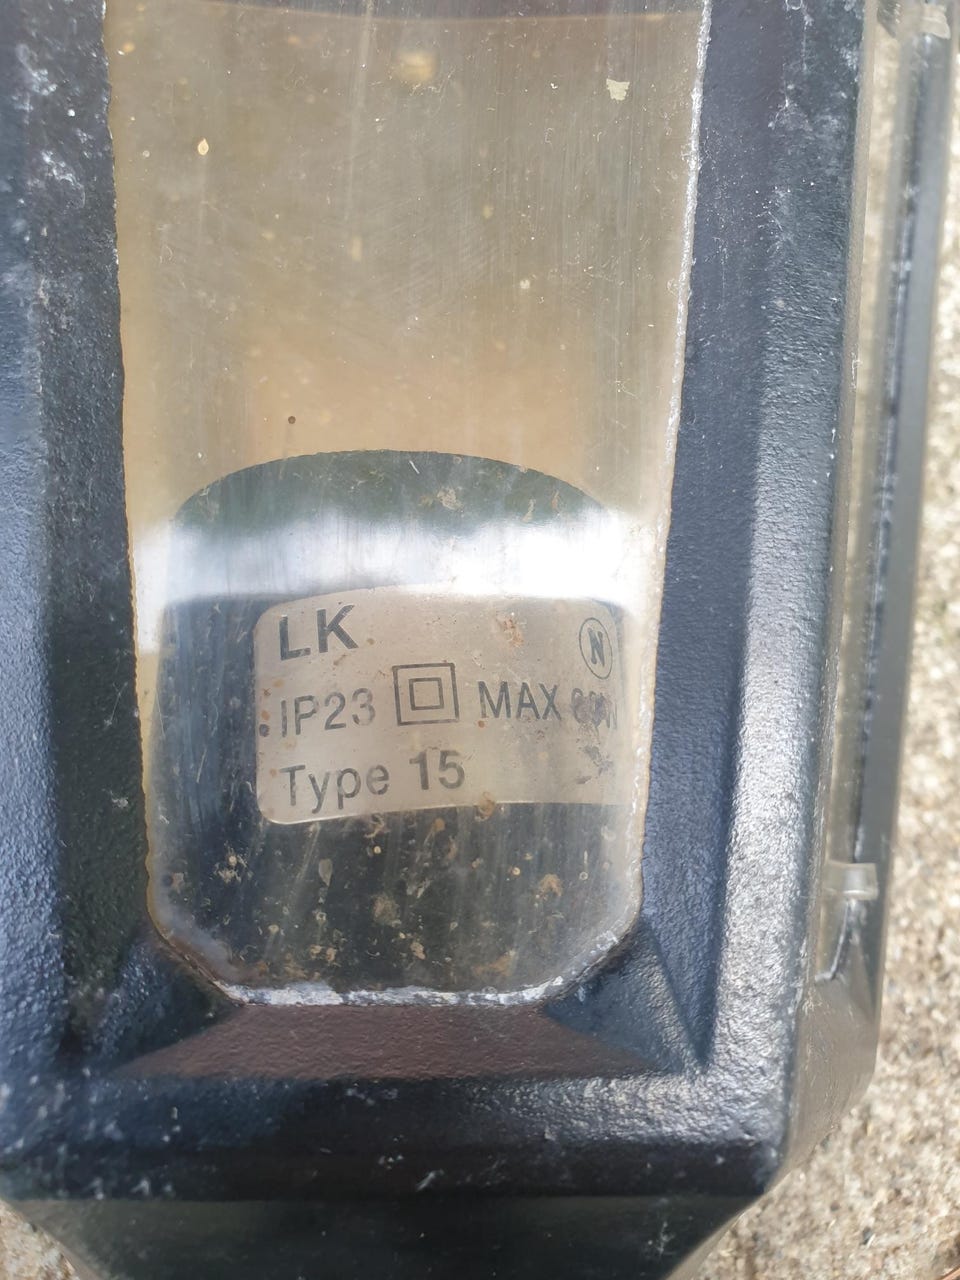 LK
N
IP23 MAX
Type 15